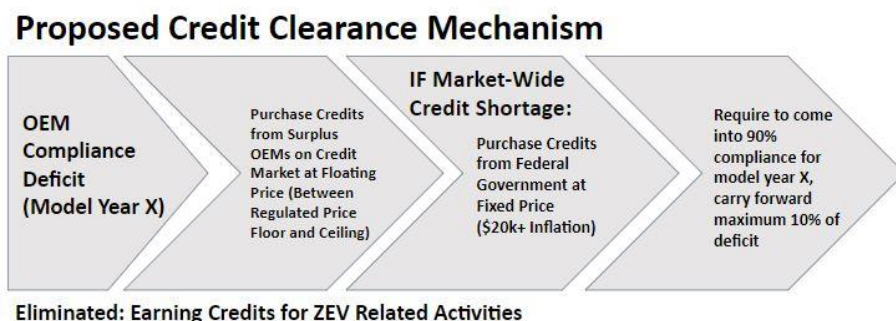 Proposed Credit Clearance Mechanism
OEM
Compliance
Deficit
(Model Year X)
Purchase Credits
from Surplus
OEMs on Credit
Market at Floating
Price (Between
Regulated Price
Floor and Ceiling)
IF Market-Wide
Credit Shortage:
Purchase Credits
from Federal
Government at
Fixed Price
($20k+ Inflation)
Require to come
into 90%
compliance for
model year X,
carry forward
maximum 10% of
deficit
Eliminated: Earning Credits for ZEV Related Activities